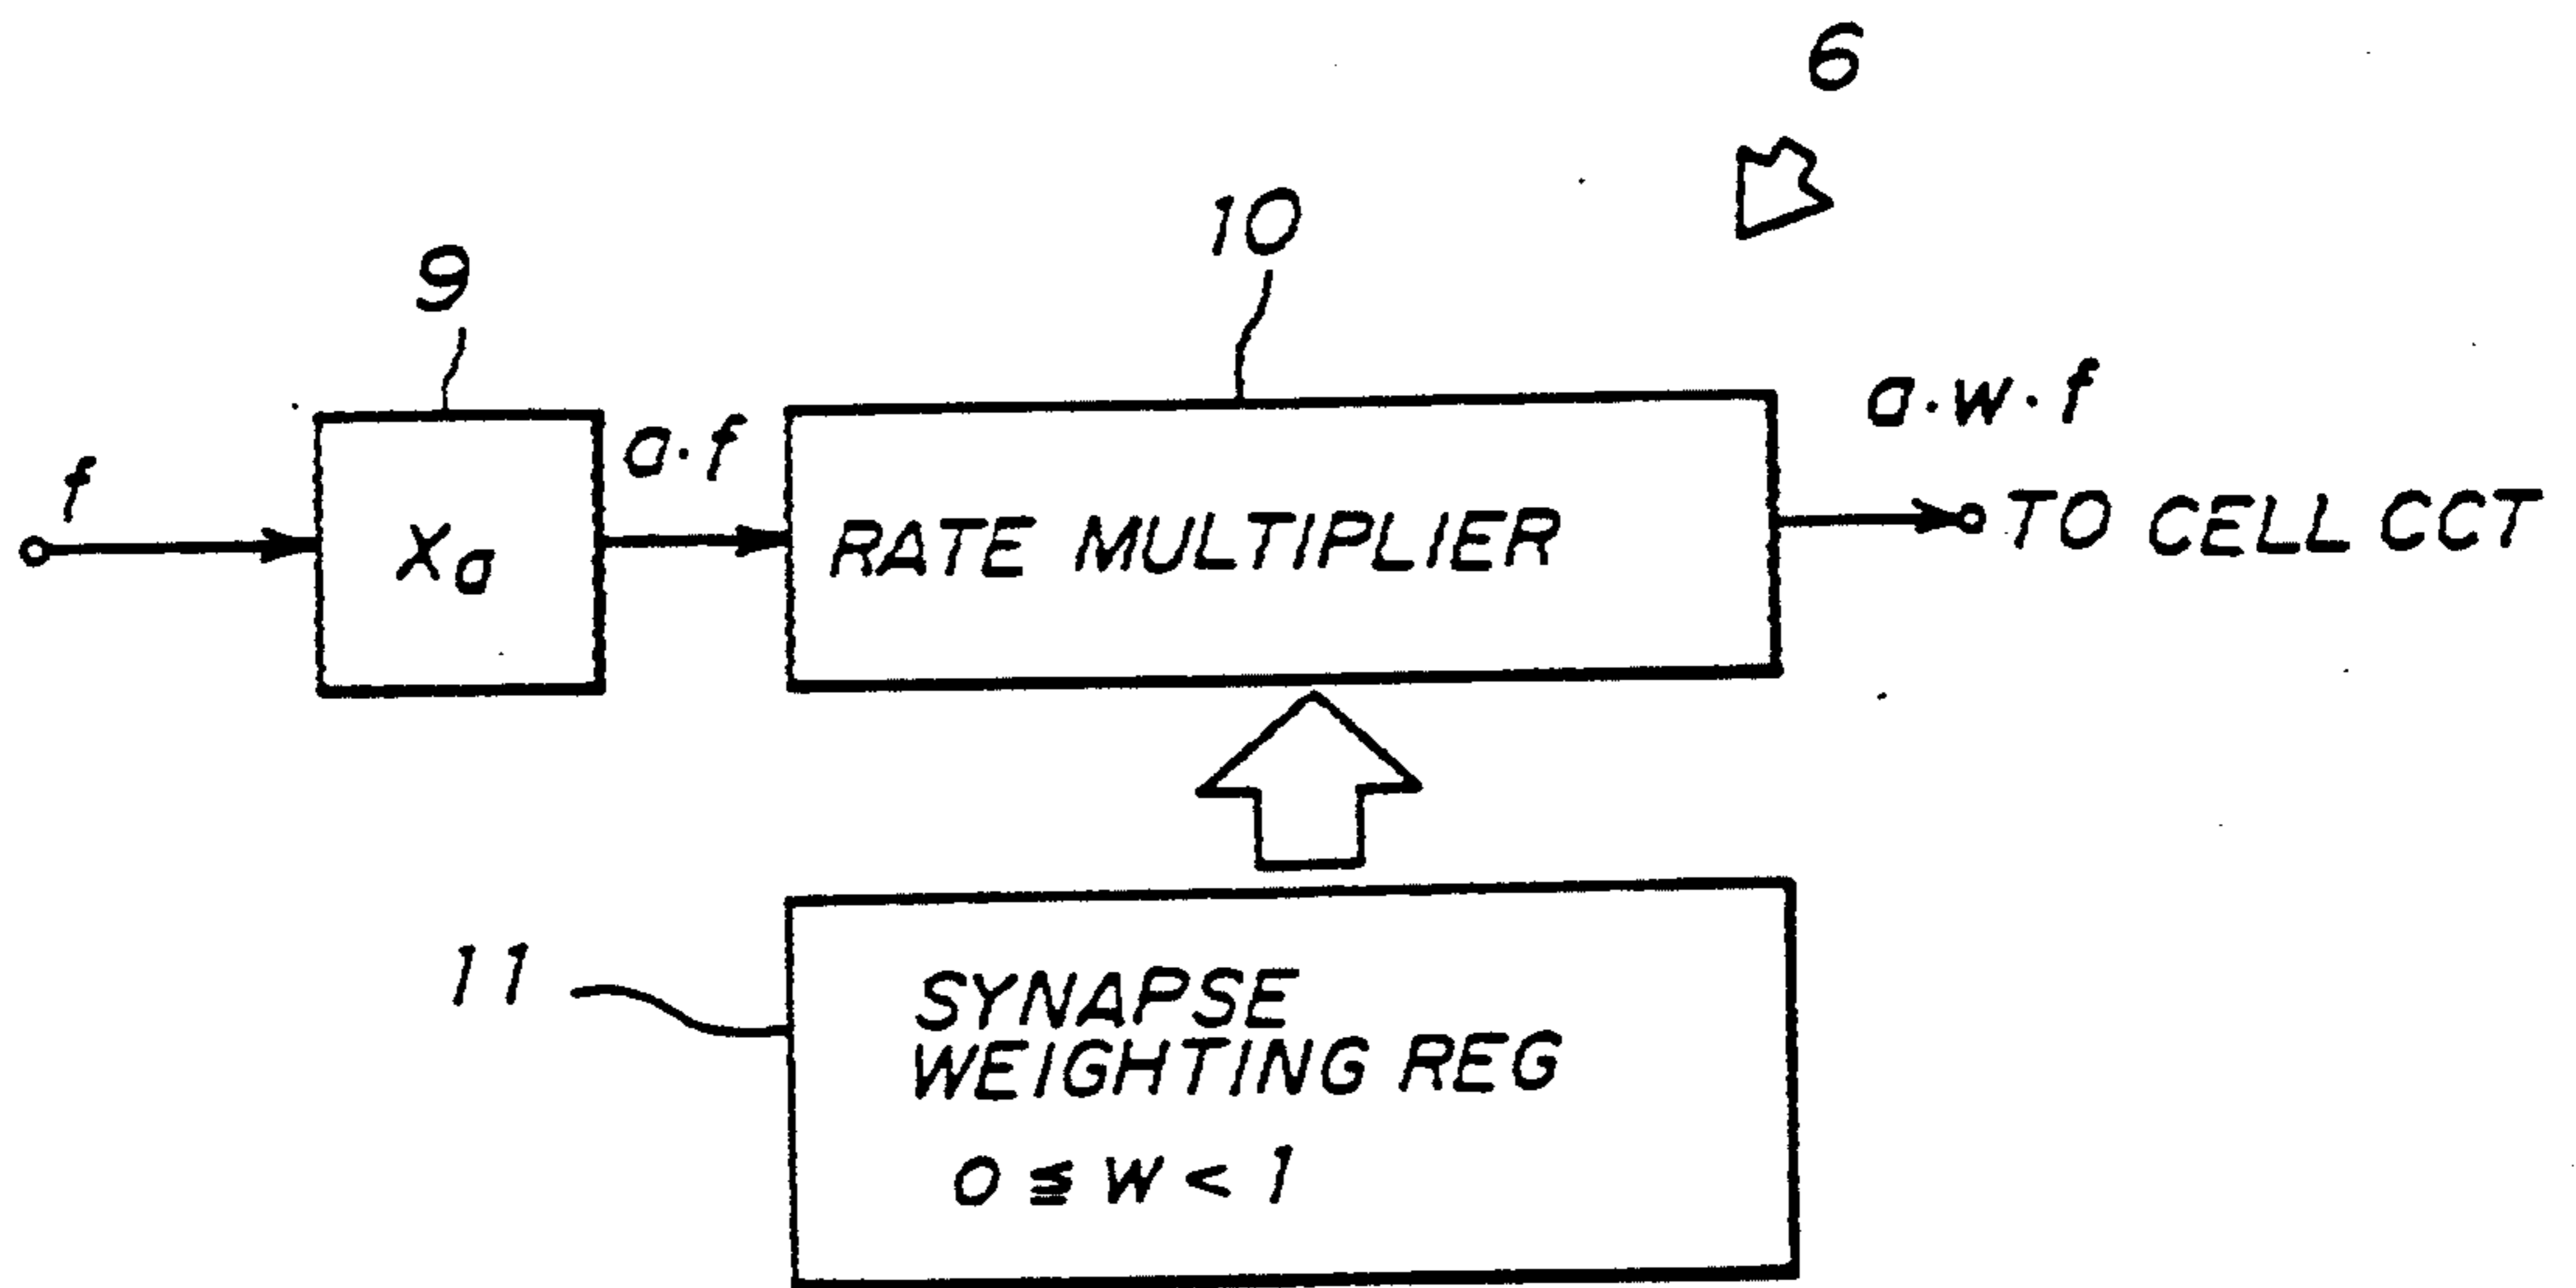 6
10
9
a·w·f
a·f
f
Xa
RATE MULTIPLIER
TO CELL CCT
11
SYNAPSE
WEIGHTING REG
0 ≦ w < 1